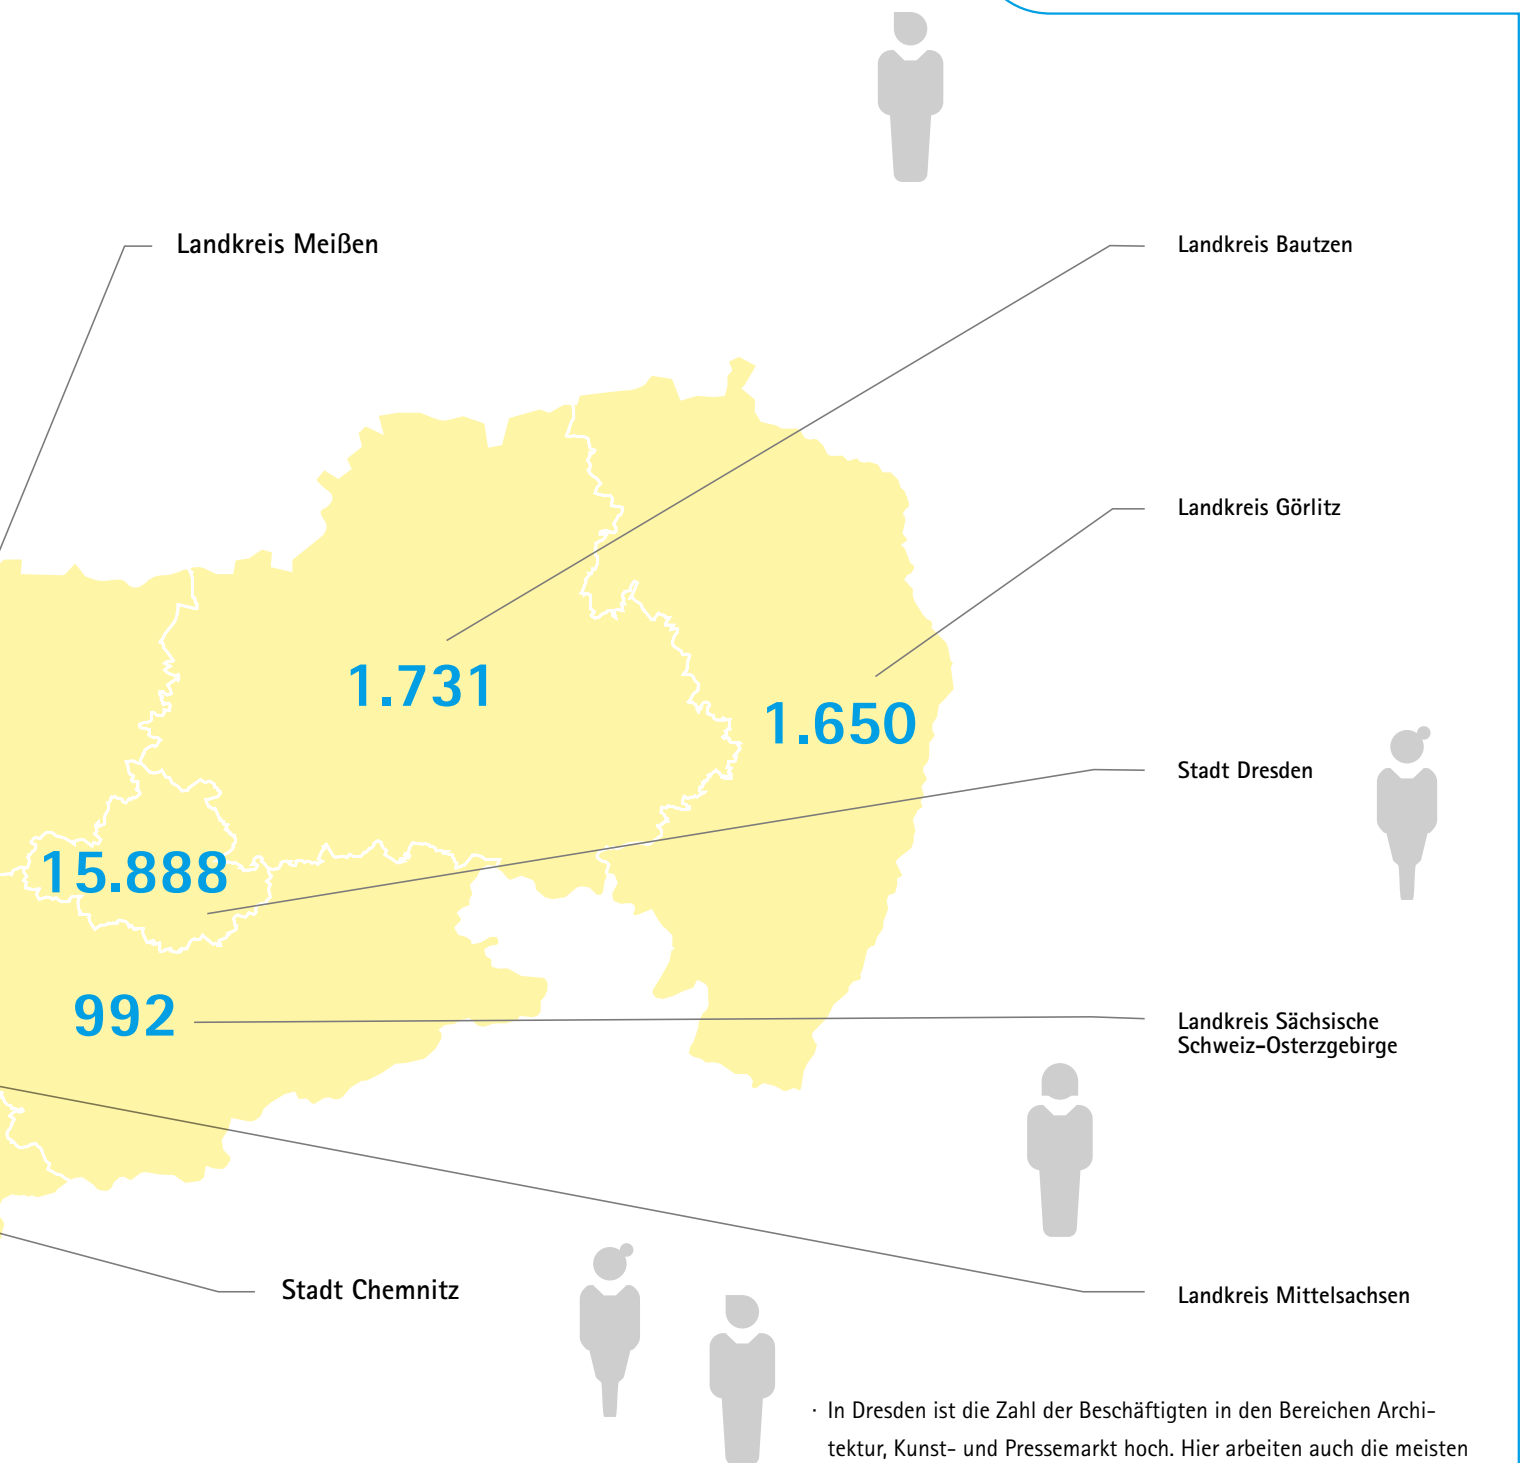 Landkreis Meißen
Landkreis Bautzen
Landkreis Görlitz
1.731
1.650
Stadt Dresden
15.888
992
Landkreis Sächsische
Schweiz-Osterzgebirge
Stadt Chemnitz
Landkreis Mittelsachsen
· In Dresden ist die Zahl der Beschäftigten in den Bereichen Archi-
tektur, Kunst- und Pressemarkt hoch. Hier arbeiten auch die meisten